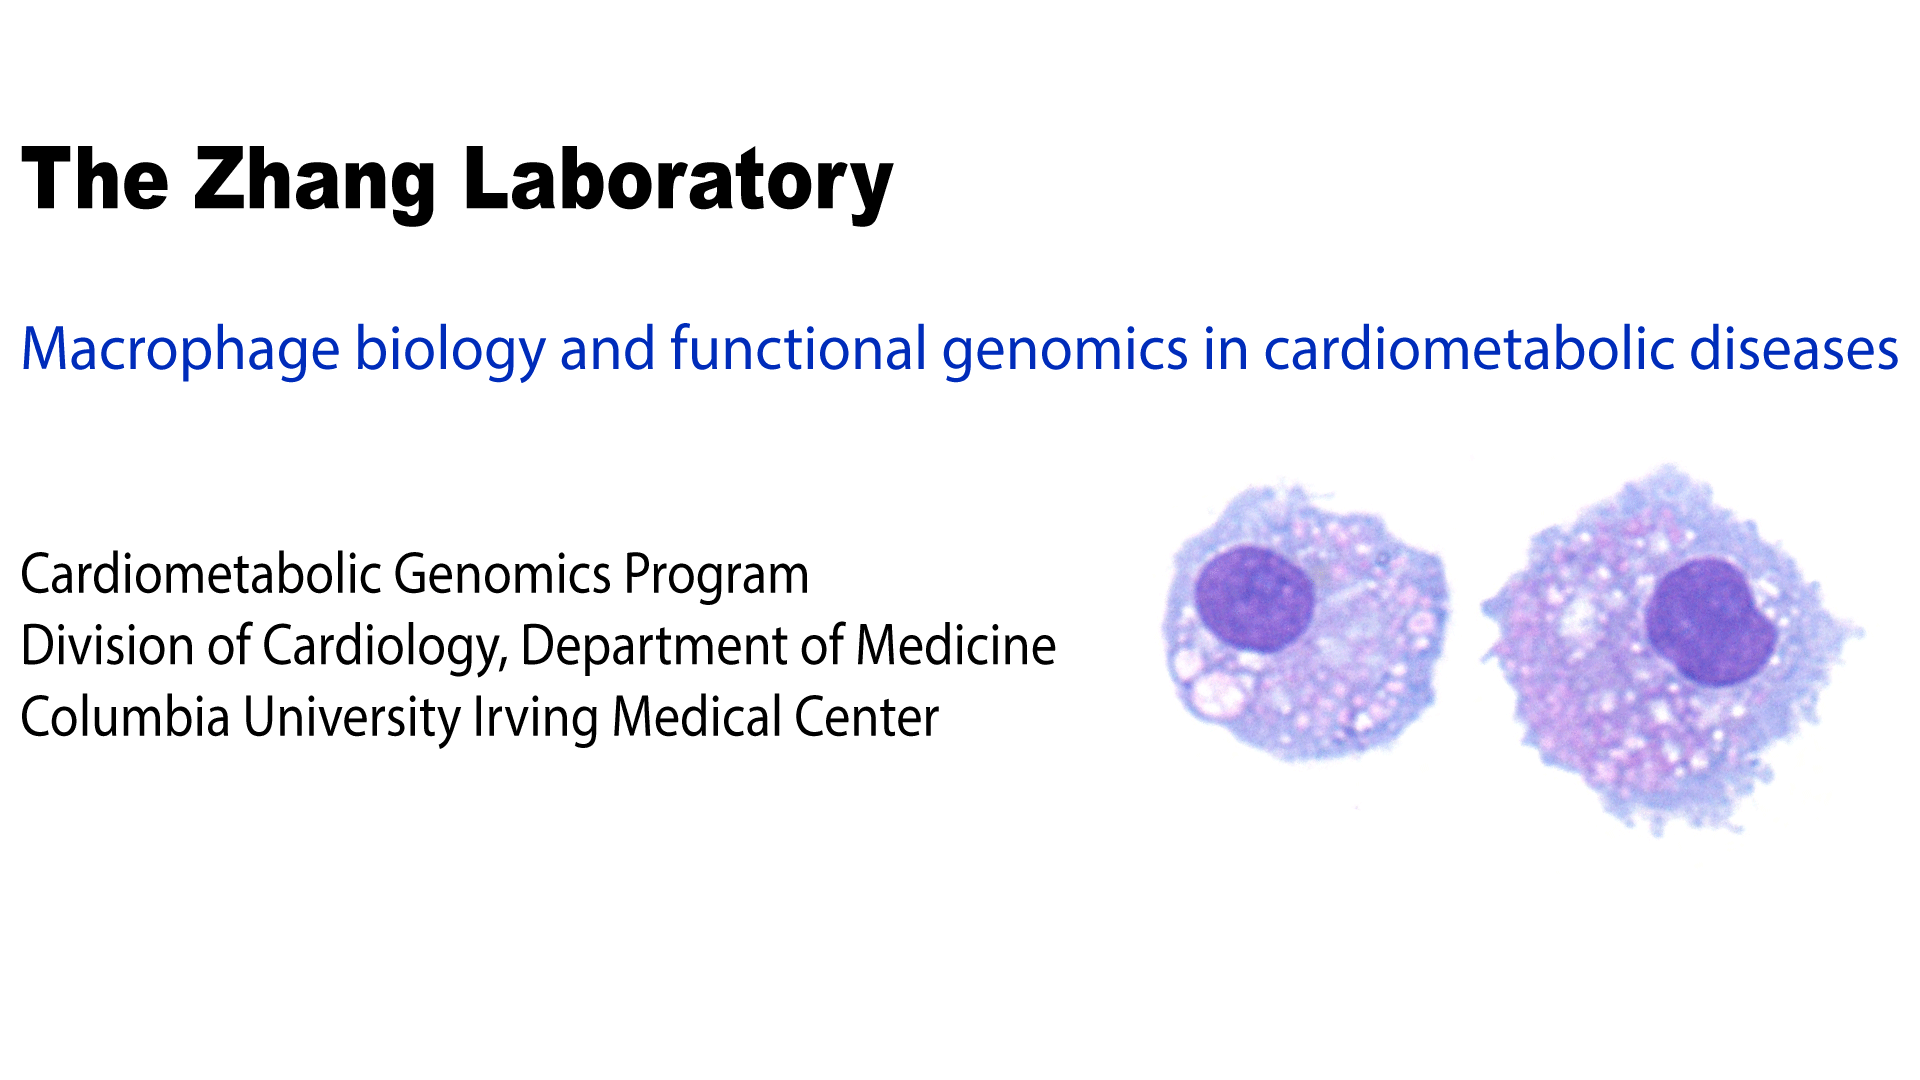 The Zhang Laboratory
Macrophage biology and functional genomics in cardiometabolic diseases
Cardiometabolic Genomics Program
Division of Cardiology, Department of Medicine
Columbia University Irving Medical Center